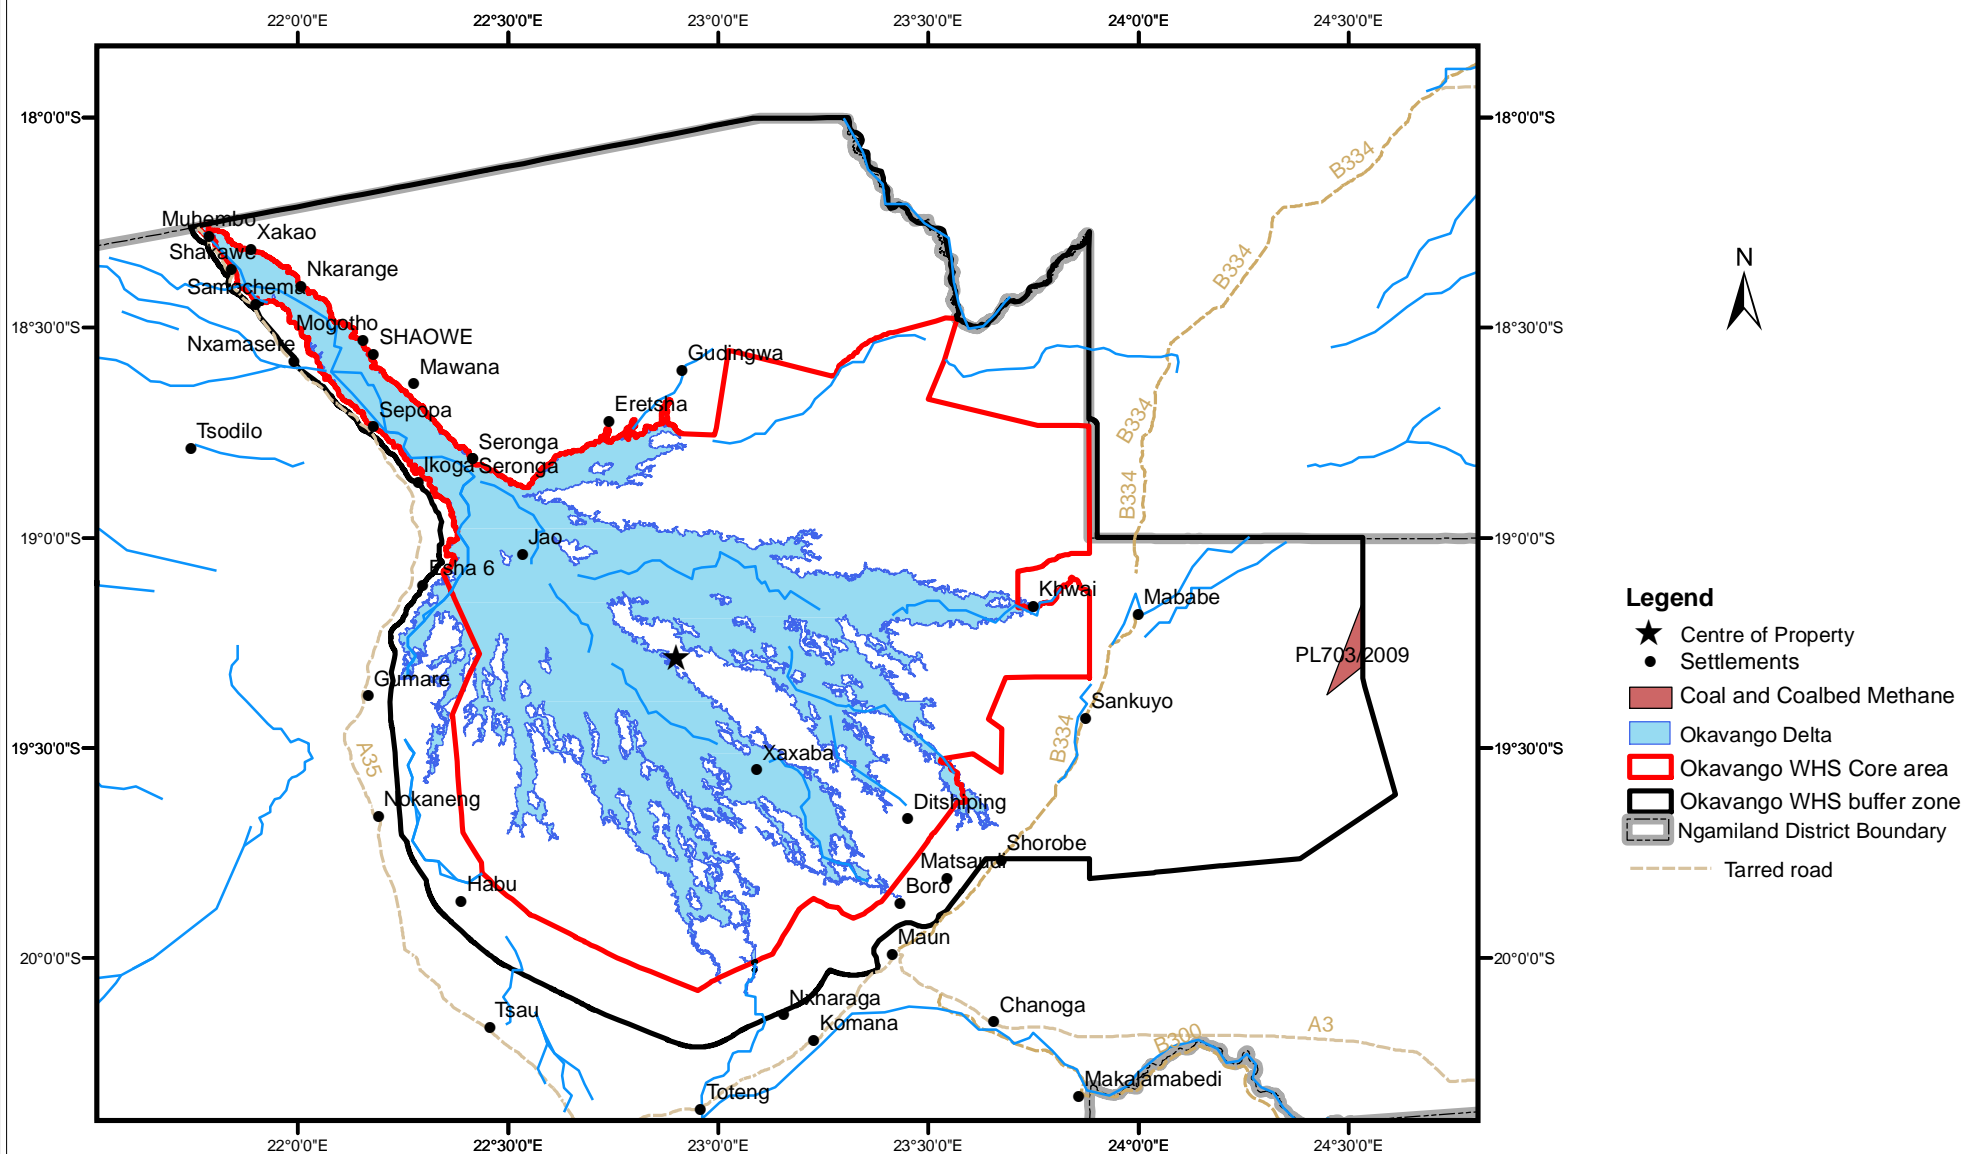 22°0'0"E
22°30'0"E
23°0'0"E
23°30'0"E
24°0'0"E
24°30'0"E
18°0'0"S
18°0'0"S
B334
Muhembo
Xakao
Shakawe
Nkarange
B334
N
Samochema
Mogotho
18°30'0"S
SHAOWE
18°30'0"S
Nxamasere
Gudingwa
Mawana
Eretsha
Sepopa
B334
Tsodilo
Seronga
Ikoga
Seronga
B334
19°0'0"S
Jao
19°0'0"S
Esha 6
Khwai
Mababe
Legend
Centre of Property
PL703/2009
Settlements
Gumare
Coal and Coalbed Methane
Sankuyo
Okavango Delta
B334
19°30'0"S
Xaxaba
19°30'0"S
A35
Okavango WHS Core area
Nokaneng
Ditshiping
Okavango WHS buffer zone
Ngamiland District Boundary
Shorobe
Matsaudi
Tarred road
Habu
Boro
Maun
20°0'0"S
20°0'0"S
Nxharaga
Chanoga
Tsau
Komana
A3
B300
Makalamabedi
Toteng
22°0'0"E
22°30'0"E
23°0'0"E
23°30'0"E
24°0'0"E
24°30'0"E